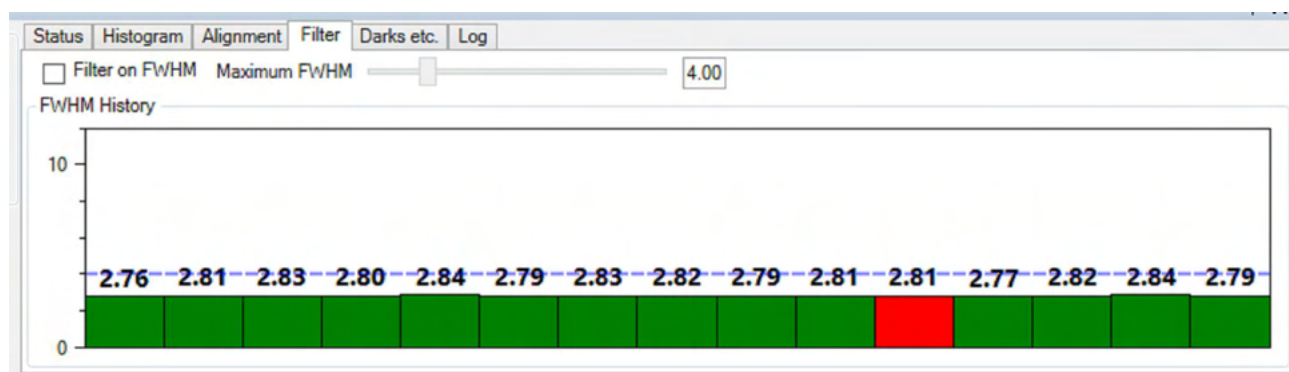 Status Histogram Alignment Filter Darks etc. Log
Filter on FWHM Maximum FWHM 4.00
FWHM History
10
2.76 2.81 2.83 2.80 2.84 2.79 2.83 2.82 2.79 2.81 2.81 2.77 2.82 2.84 2.79
0